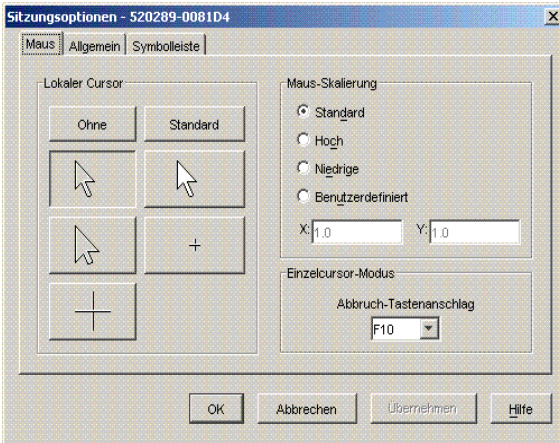 Sitzungsoptionen - 520289-0081D4
Maus Allgemein Symbolleiste
Lokaler Cursor
Ohne Standard
Maus-Skalierung
Standard
Hoch
Niedrige
Benutzerdefiniert
X: 1.0 Y: 1.0
Einzelcursor-Modus
Abbruch-Tastenanschlag
F10
OK Abbrechen Übernehmen Hilfe